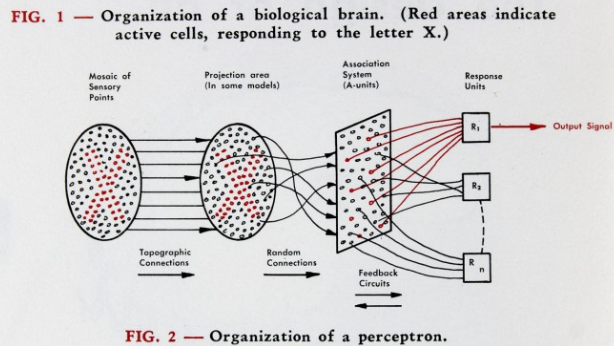 FIG. 1 — Organization of a biological brain. (Red areas indicate
active cells, responding to the letter X.)
Mosaic of
Sensory
Points
Projection area
(In some models)
Association
System
(A-units)
Response
Units
R1
Output Signal
R2
R n
Topographic
Connections
Random
Connections
Feedback
Circuits
FIG. 2 — Organization of a perceptron.